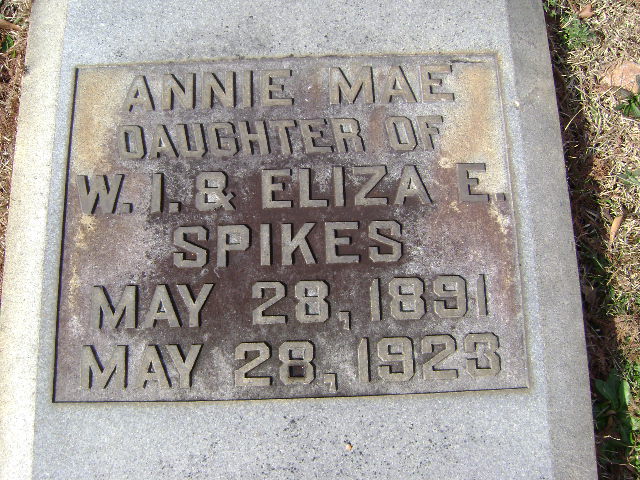 ANNIE MAE
DAUGHTER OF
W. I. & ELIZA E.
SPIKES
MAY 28, 1891
MAY 28, 1923